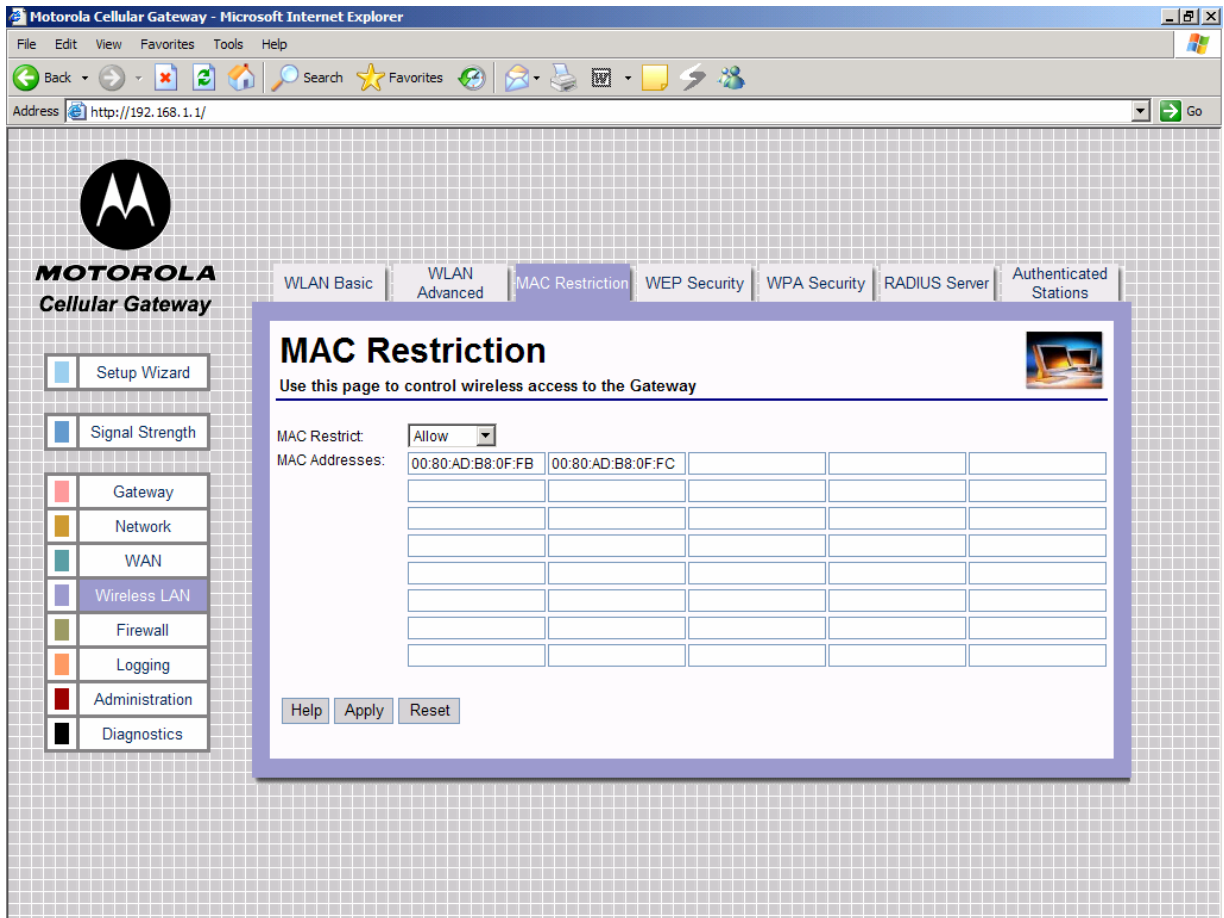 Motorola Cellular Gateway - Microsoft Internet Explorer
File Edit View Favorites Tools Help
Back Search Favorites
Address http://192.168.1.1/ Go
MOTOROLA
Cellular Gateway
WLAN Basic
WLAN
Advanced
MAC Restriction
WEP Security
WPA Security
RADIUS Server
Authenticated
Stations
Setup Wizard
Signal Strength
Gateway
Network
WAN
Wireless LAN
Firewall
Logging
Administration
Diagnostics
MAC Restriction
Use this page to control wireless access to the Gateway
MAC Restrict: Allow
MAC Addresses: 00:80:AD:B8:0F:FB 00:80:AD:B8:0F:FC
Help Apply Reset